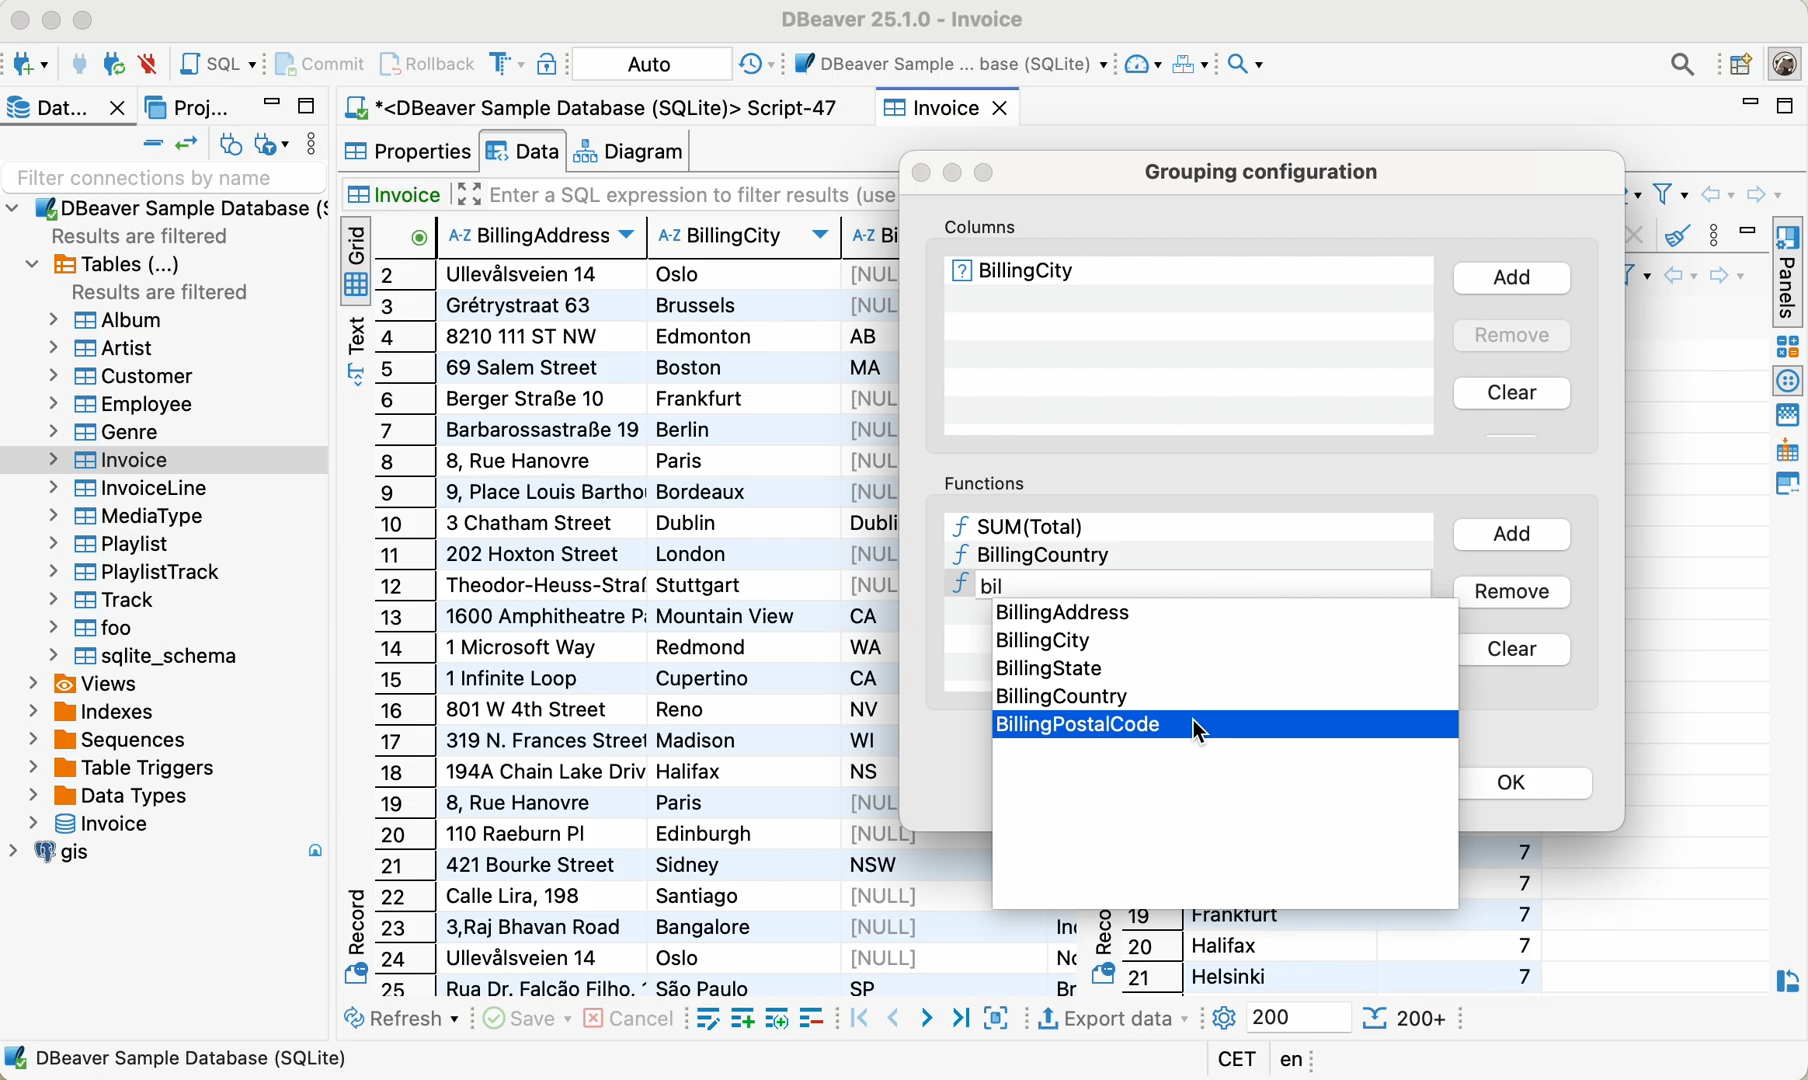 DBeaver 25.1.0 - Invoice
SQL
Commit
Rollback
Auto
DBeaver Sample ... base (SQLite)
Dat...
Proj...
*<DBeaver Sample Database (SQLite)> Script-47
Invoice
Properties
Data
Diagram
Filter connections by name
Invoice
Enter a SQL expression to filter results (use
DBeaver Sample Database (S
Results are filtered
Tables (...)
Results are filtered
Album
Artist
Customer
Employee
Genre
Invoice
InvoiceLine
MediaType
Playlist
PlaylistTrack
Track
foo
sqlite_schema
Views
Indexes
Sequences
Table Triggers
Data Types
Invoice
gis
Grid
Text
Record
A-Z BillingAddress A-Z BillingCity A-Z Bi
2 Ullevålsveien 14 Oslo [NUL
3 Grétrystraat 63 Brussels [NUL
4 8210 111 ST NW Edmonton AB
5 69 Salem Street Boston MA
6 Berger Straße 10 Frankfurt [NUL
7 Barbarossastraße 19 Berlin [NUL
8 8, Rue Hanovre Paris [NUL
9 9, Place Louis Bartho Bordeaux [NUL
10 3 Chatham Street Dublin Dubli
11 202 Hoxton Street London [NUL
12 Theodor-Heuss-Straf Stuttgart [NUL
13 1600 Amphitheatre Pa Mountain View CA
14 1 Microsoft Way Redmond WA
15 1 Infinite Loop Cupertino CA
16 801 W 4th Street Reno NV
17 319 N. Frances Street Madison WI
18 194A Chain Lake Driv Halifax NS
19 8, Rue Hanovre Paris [NUL
20 110 Raeburn Pl Edinburgh [NULL]
21 421 Bourke Street Sidney NSW
22 Calle Lira, 198 Santiago [NULL]
23 3,Raj Bhavan Road Bangalore [NULL] Inc
24 Ullevålsveien 14 Oslo [NULL] No
25 Rua Dr. Falcão Filho, São Paulo SP Br
Grouping configuration
Columns
BillingCity
Add
Remove
Clear
Functions
SUM(Total)
BillingCountry
bil
Add
Remove
Clear
BillingAddress
BillingCity
BillingState
BillingCountry
BillingPostalCode
OK
Panels
7
7
Reco
19 Frankfurt 7
20 Halifax 7
21 Helsinki 7
Refresh
Save
Cancel
Export data
200
200+
DBeaver Sample Database (SQLite)
CET
en